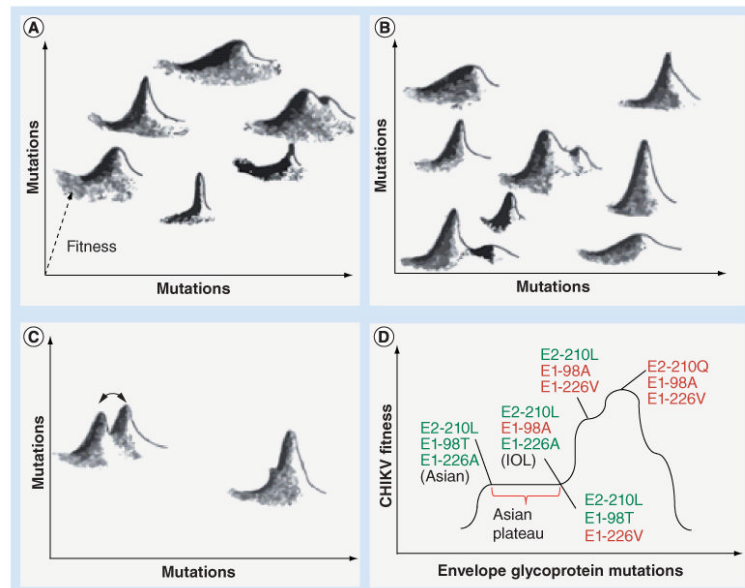 A
Mutations
Fitness
Mutations
B
Mutations
Mutations
C
Mutations
Mutations
D
CHIKV fitness
E2-210L
E1-98T
E1-226A
(Asian)
E2-210L
E1-98A
E1-226A
(IOL)
E2-210L
E1-98A
E1-226V
E2-210Q
E1-98A
E1-226V
Asian
plateau
E2-210L
E1-98T
E1-226V
Envelope glycoprotein mutations